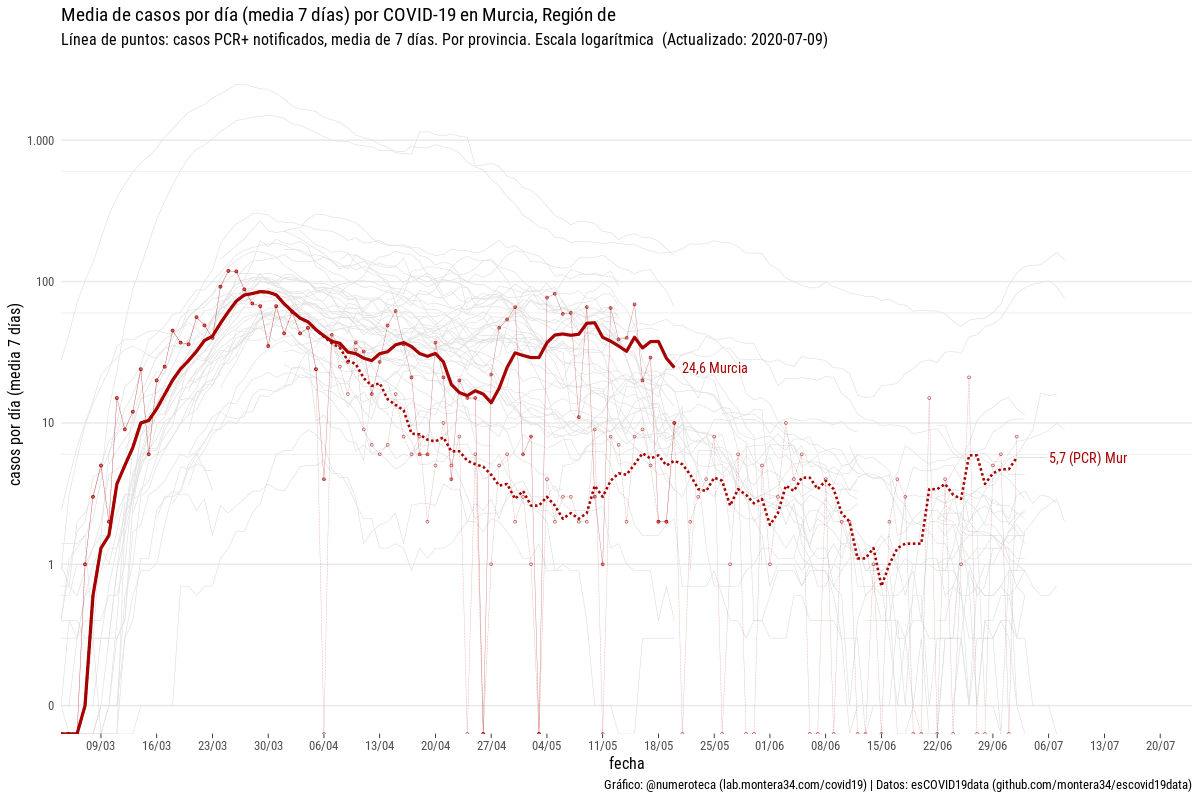 Media de casos por día (media 7 días) por COVID-19 en Murcia, Región de
Línea de puntos: casos PCR+ notificados, media de 7 días. Por provincia. Escala logarítmica  (Actualizado: 2020-07-09)
casos por día (media 7 días)
1.000
100
10
1
0
24,6 Murcia
5,7 (PCR) Mur
09/03 16/03 23/03 30/03 06/04 13/04 20/04 27/04 04/05 11/05 18/05 25/05 01/06 08/06 15/06 22/06 29/06 06/07 13/07 20/07
fecha
Gráfico: @numeroteca (lab.montera34.com/covid19) | Datos: esCOVID19data (github.com/montera34/escovid19data)